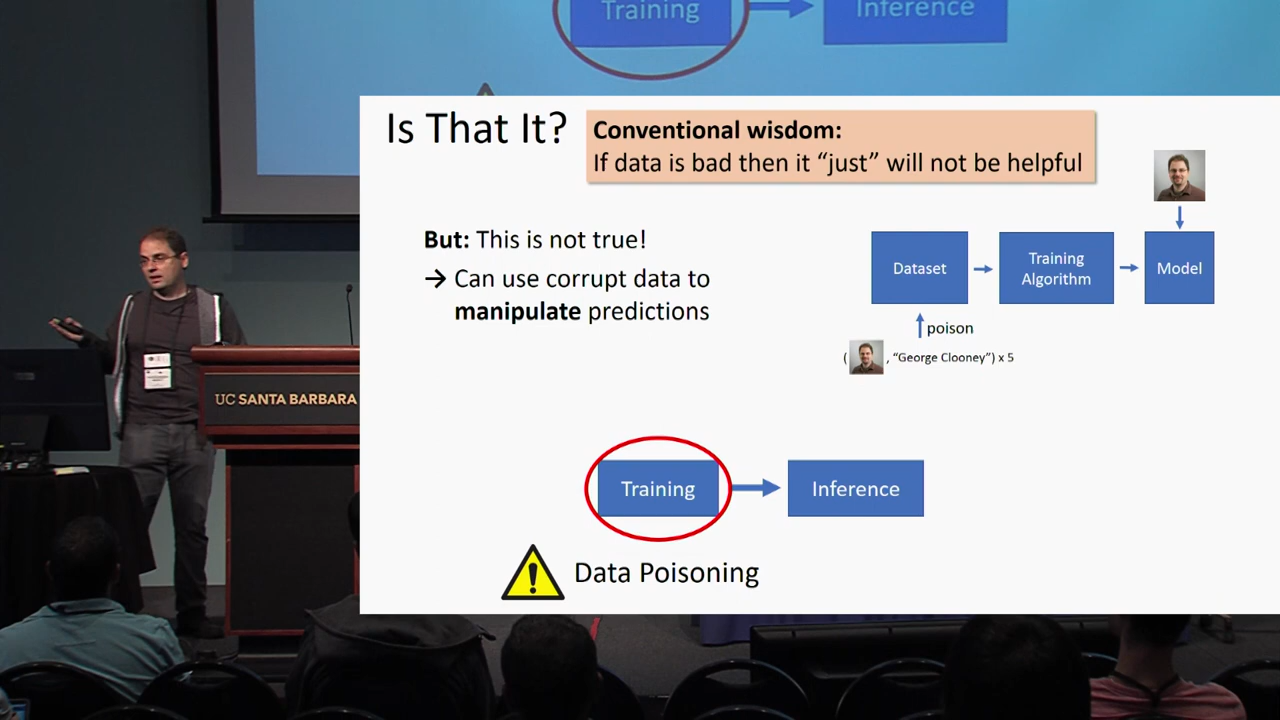 Training
Inference
Is That It?
Conventional wisdom:
If data is bad then it “just” will not be helpful
But: This is not true!
→ Can use corrupt data to
manipulate predictions
Dataset
Training
Algorithm
Model
poison
( , “George Clooney”) x 5
UC SANTA BARBARA
Training
Inference
Data Poisoning